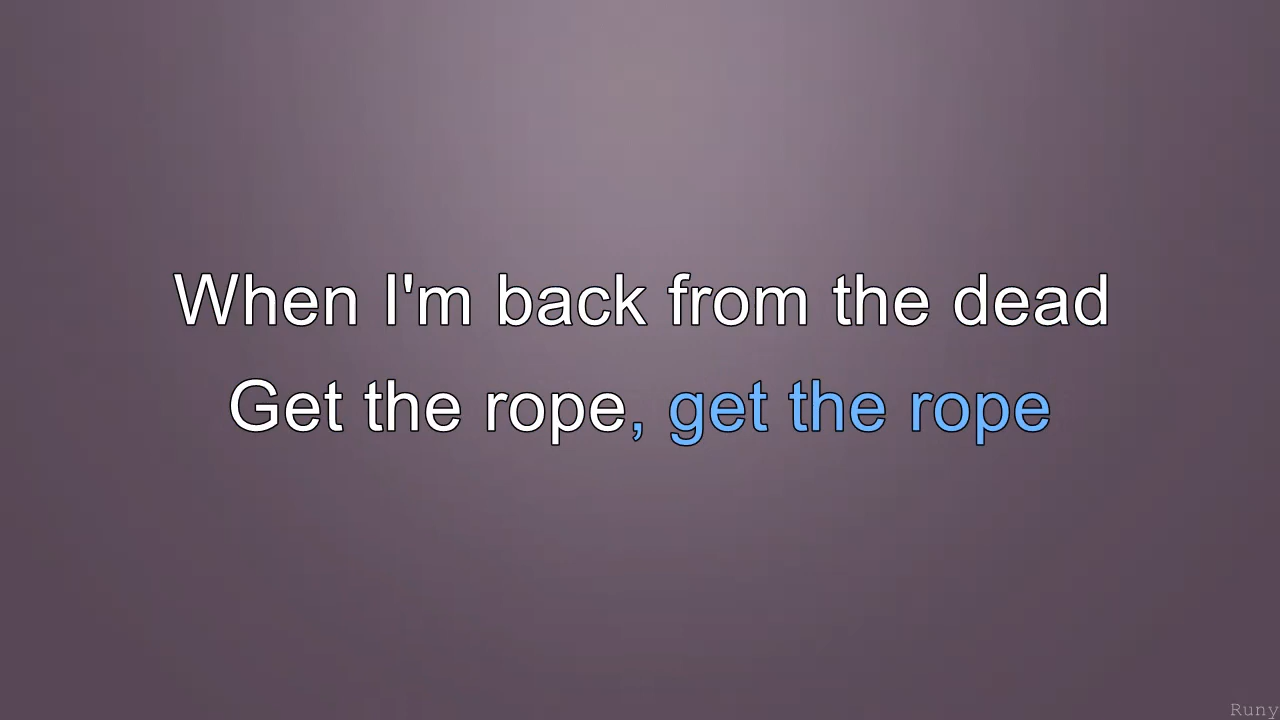 When I'm back from the dead
Get the rope, get the rope
Runy